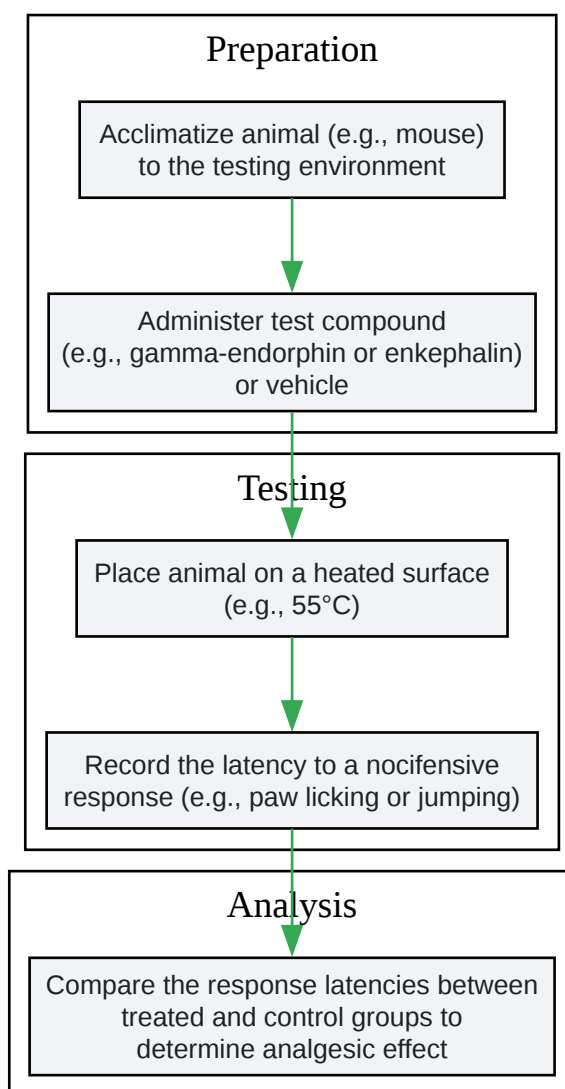 Preparation
Acclimatize animal (e.g., mouse)
to the testing environment
Administer test compound
(e.g., gamma-endorphin or enkephalin)
or vehicle
Testing
Place animal on a heated surface
(e.g., 55°C)
Record the latency to a nocifensive
response (e.g., paw licking or jumping)
Analysis
Compare the response latencies between
treated and control groups to
determine analgesic effect